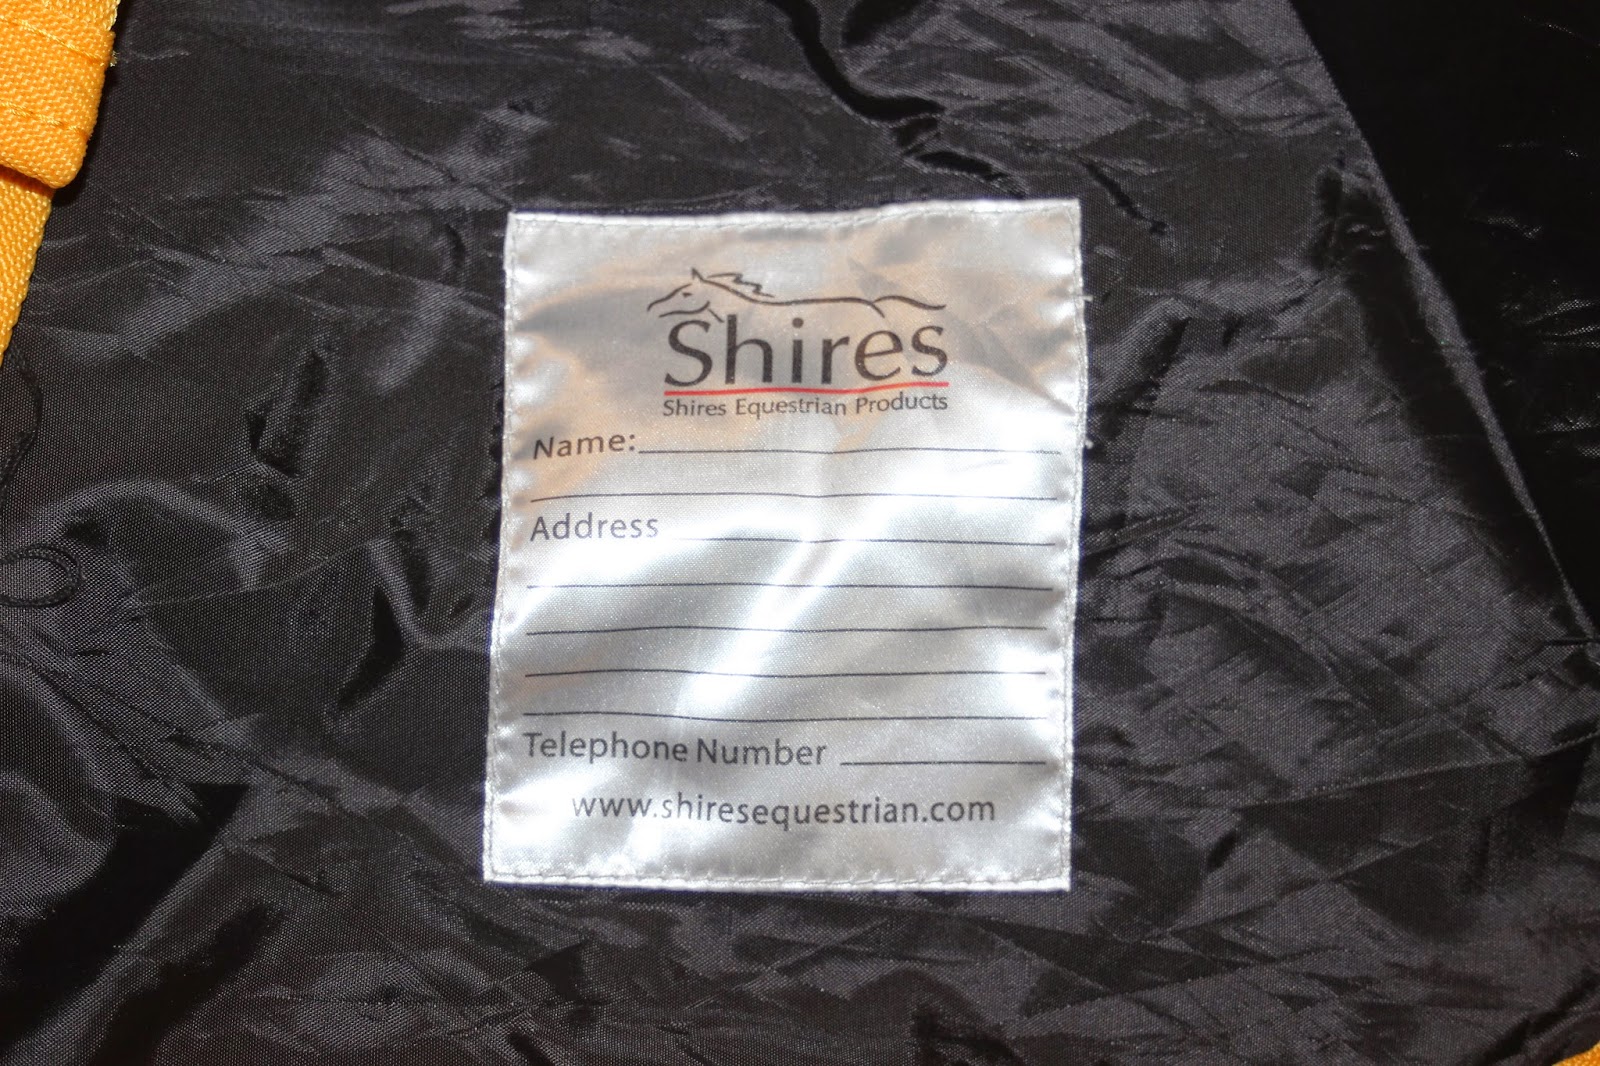 Shires
Shires Equestrian Products
Name:
Address
Telephone Number
www.shiresequestrian.com